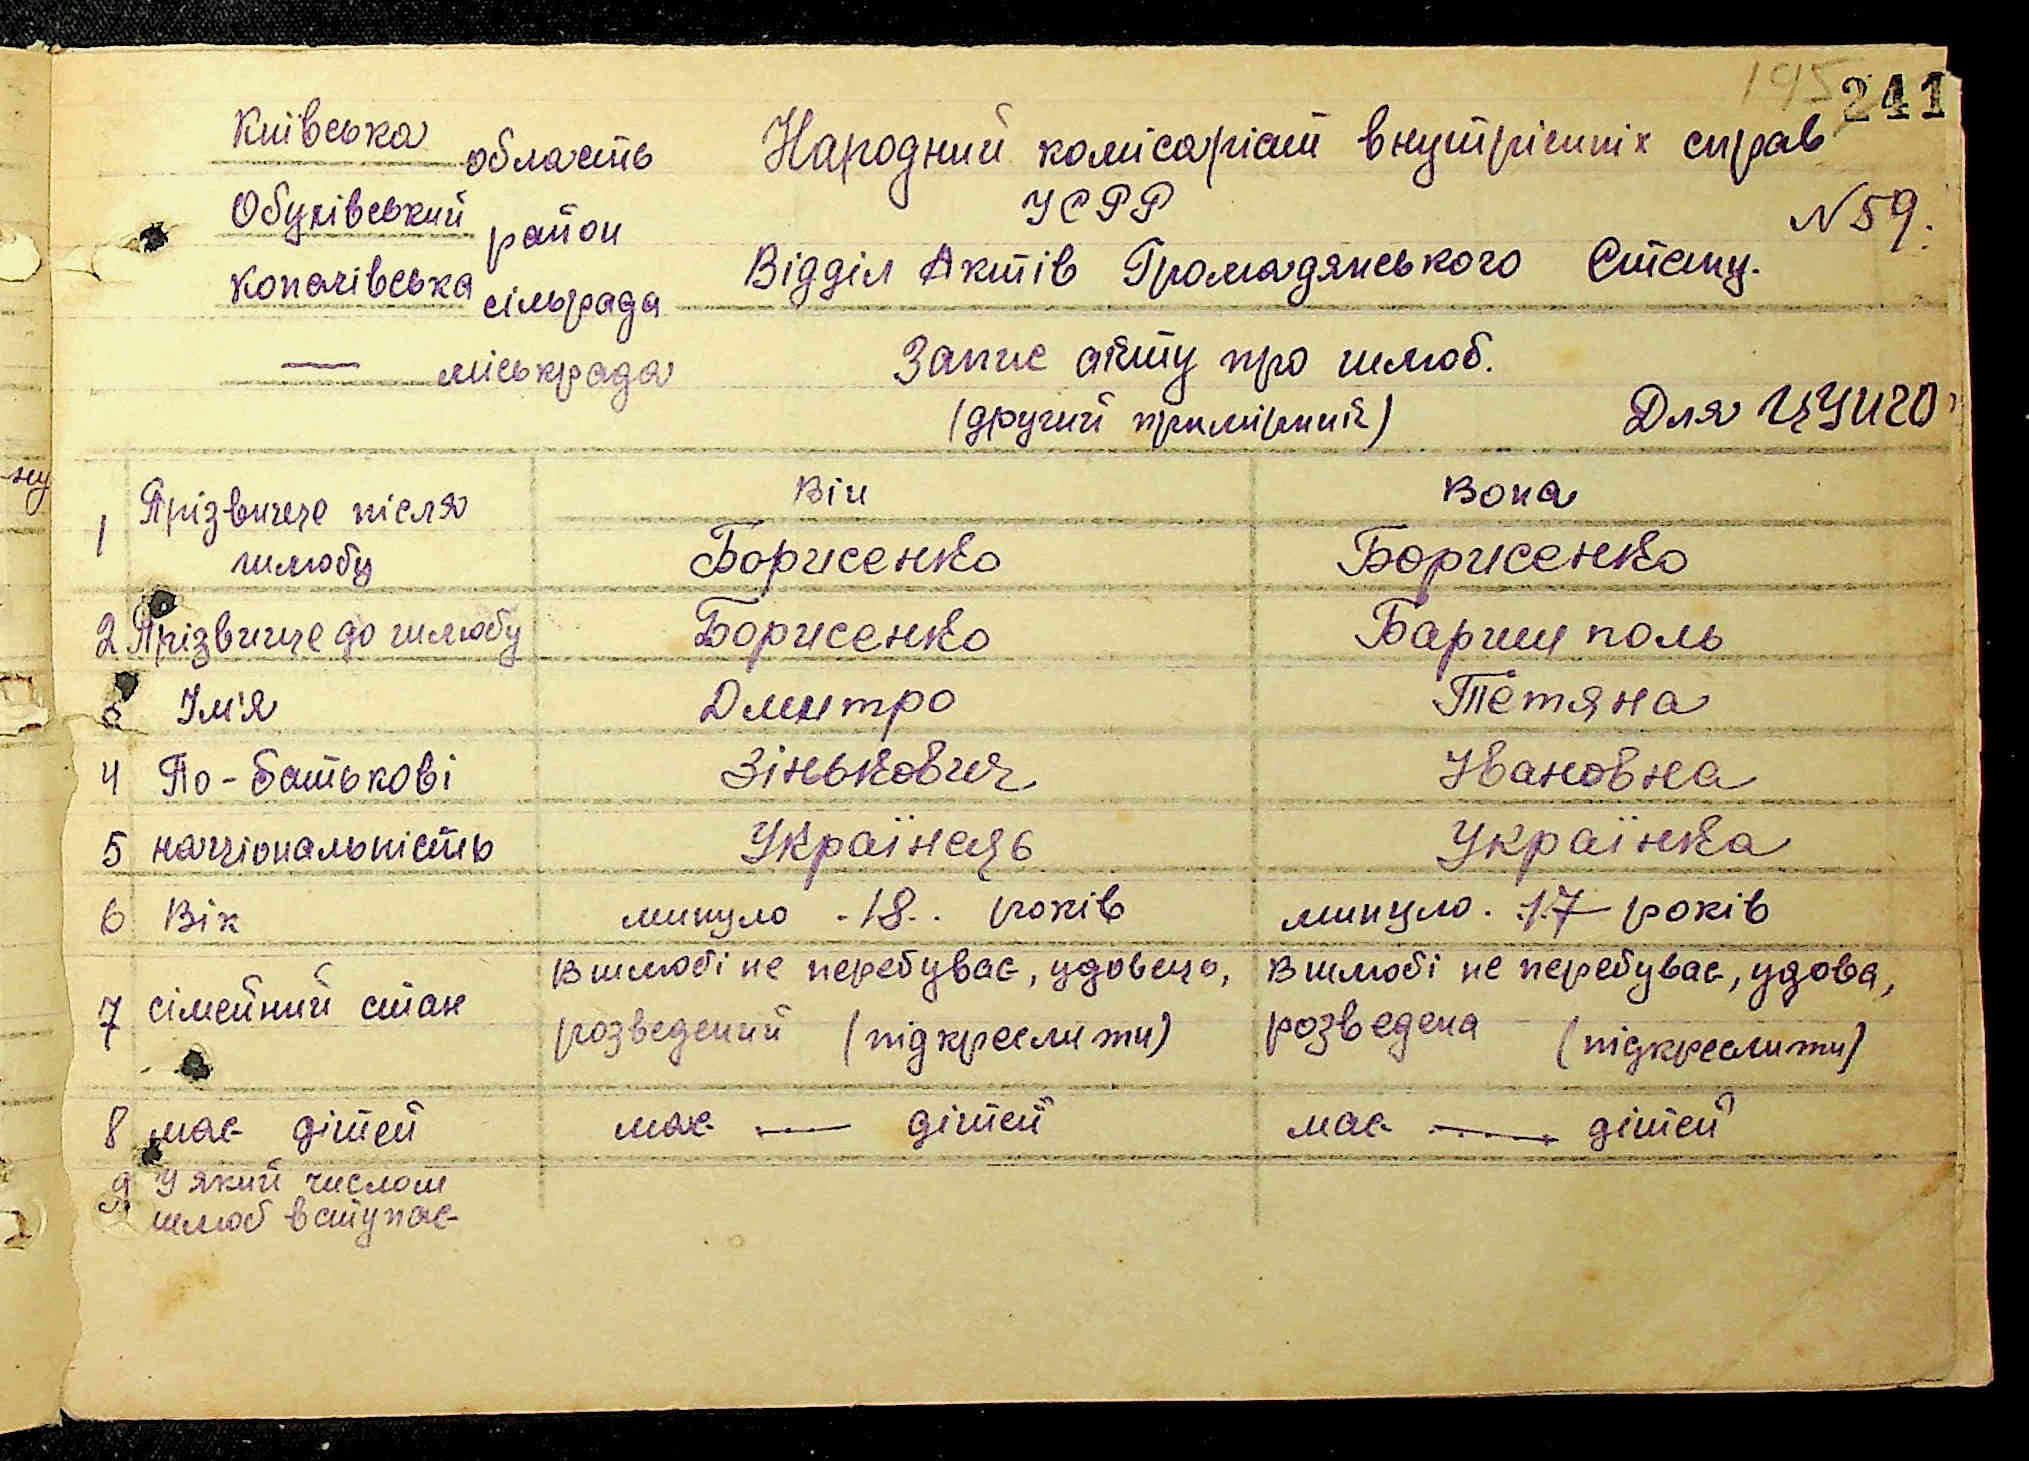 195 241
Київська область Народний комісаріат внутрішніх справ
Обухівський район УСРР N 59.
Копачівська сільрада Відділ Актів Громадянського Стану.
— міськрада Запис акту про шлюб.
(другий примірник) Для ЦУНГО
Він Вона
1 Прізвище після шлюбу Борисенко Борисенко
2 Прізвище до шлюбу Борисенко Баришполь
3 Ім'я Дмитро Тетяна
4 По-батькові Зінькович Івановна
5 національність Українець Українка
6 Вік минуло 18 років минуло 17 років
7 сімейний стан В шлюбі не перебуває, удовець, В шлюбі не перебуває, удова,
розведений (підкреслити) розведена (підкреслити)
8 має дітей має — дітей має — дітей
9 У який числом
шлюб вступає